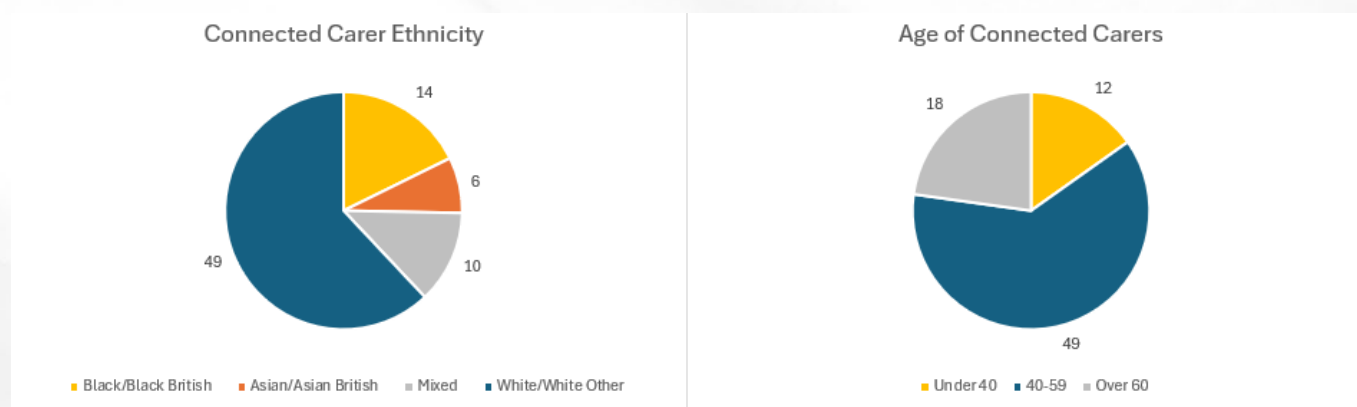 Connected Carer Ethnicity
14
6
10
49
Black/Black British Asian/Asian British Mixed White/White Other
Age of Connected Carers
12
18
49
Under 40 40-59 Over 60